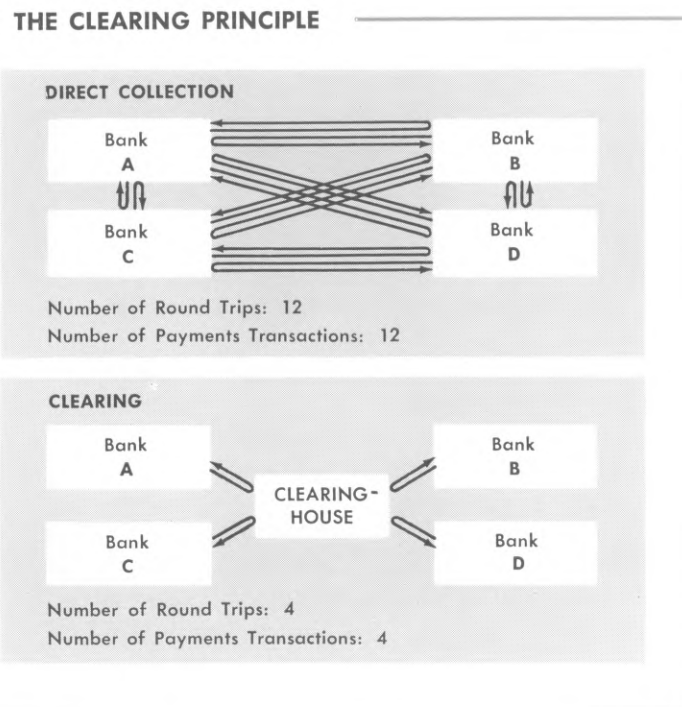 THE CLEARING PRINCIPLE
DIRECT COLLECTION
Bank
A
Bank
B
Bank
C
Bank
D
Number of Round Trips: 12
Number of Payments Transactions: 12
CLEARING
Bank
A
Bank
B
CLEARING-
HOUSE
Bank
C
Bank
D
Number of Round Trips: 4
Number of Payments Transactions: 4